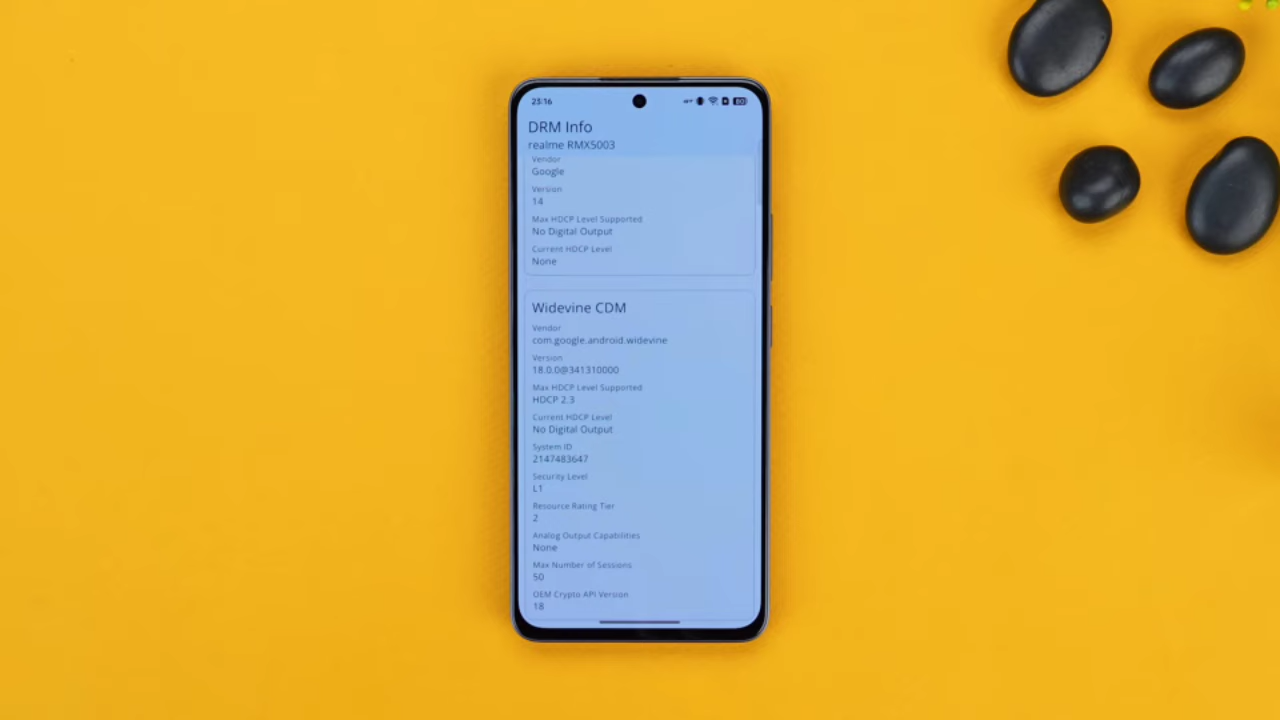 23:16
80
DRM Info
realme RMX5003
Vendor
Google
Version
14
Max HDCP Level Supported
No Digital Output
Current HDCP Level
None
Widevine CDM
Vendor
com.google.android.widevine
Version
18.0.0@341310000
Max HDCP Level Supported
HDCP 2.3
Current HDCP Level
No Digital Output
System ID
2147483647
Security Level
L1
Resource Rating Tier
2
Analog Output Capabilities
None
Max Number of Sessions
50
OEM Crypto API Version
18